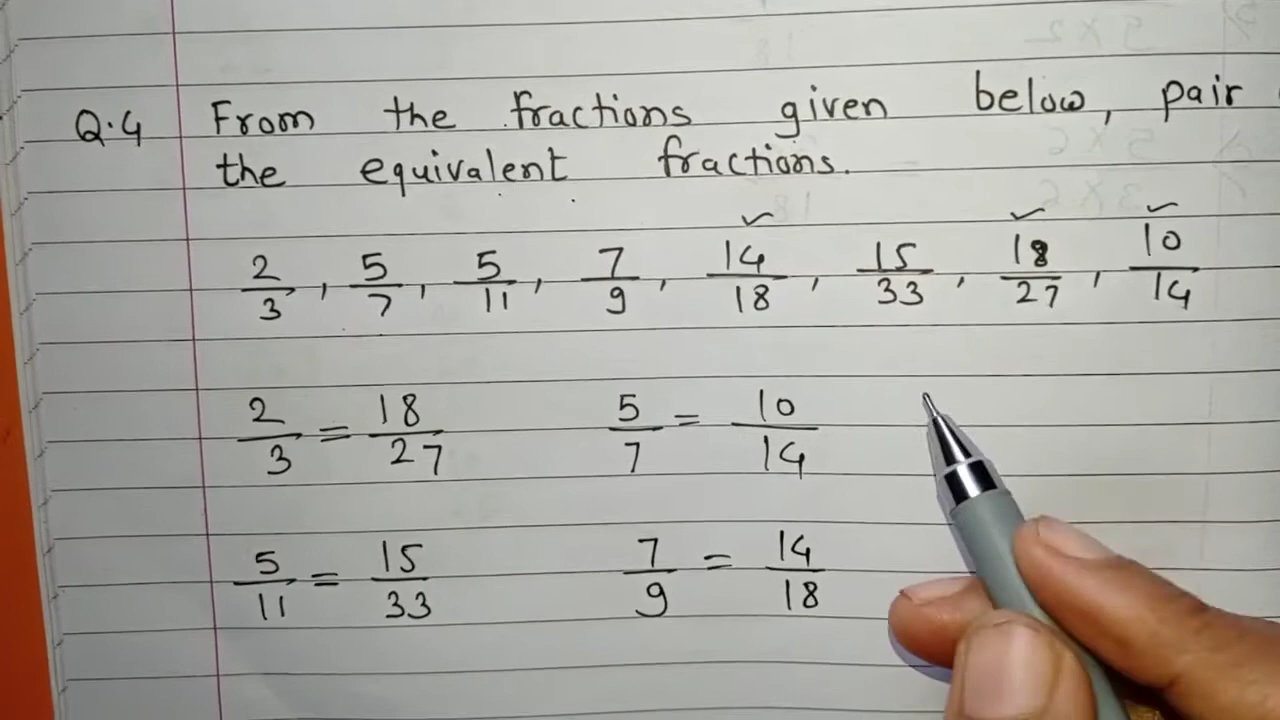 Q.4 From the fractions given below, pair
the equivalent fractions.
2/3, 5/7, 5/11, 7/9, 14/18, 15/33, 18/27, 10/14
2/3 = 18/27 5/7 = 10/14
5/11 = 15/33 7/9 = 14/18